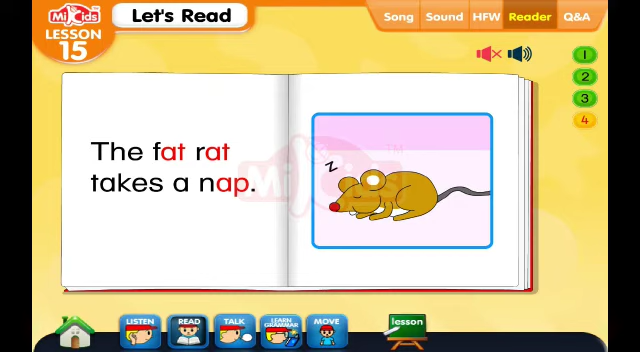 MiKids
LESSON
15
Let's Read
Song
Sound
HFW
Reader
Q&A
1
2
3
4
The fat rat
takes a nap.
z
MiKids™
LISTEN
READ
TALK
LEARN
GRAMMAR
MOVE
lesson